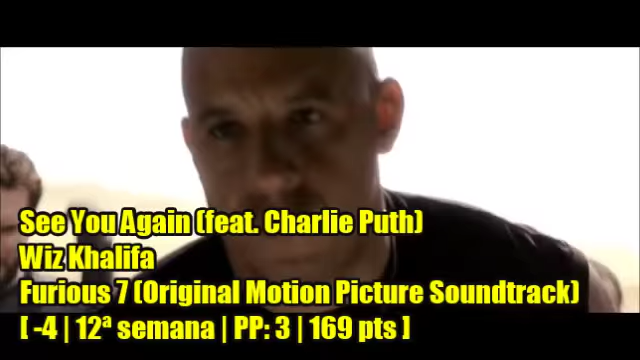 See You Again (feat. Charlie Puth)
Wiz Khalifa
Furious 7 (Original Motion Picture Soundtrack)
[ -4 | 12ª semana | PP: 3 | 169 pts ]